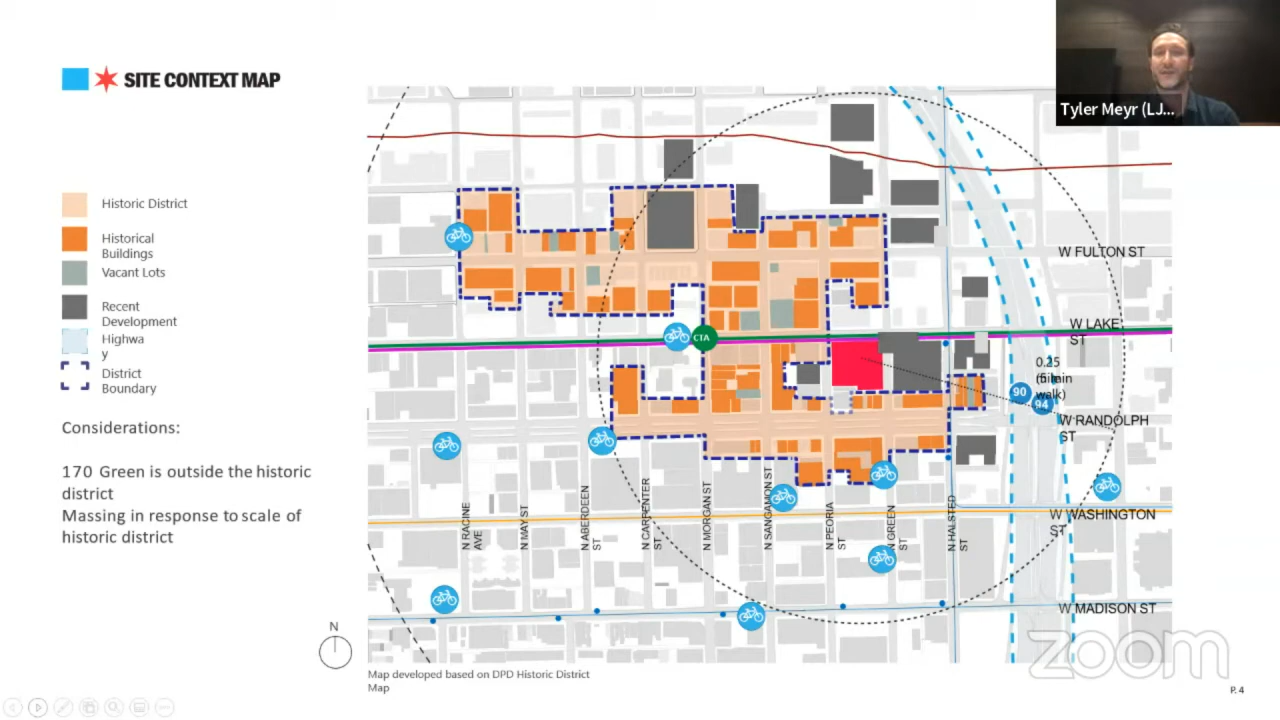 SITE CONTEXT MAP
Tyler Meyr (LJ...
Historic District
Historical
Buildings
Vacant Lots
Recent
Development
Highwa
y
District
Boundary
Considerations:
170 Green is outside the historic
district
Massing in response to scale of
historic district
N
W FULTON ST
W LAKE
ST
CTA
0.25
walk)
90
94
W RANDOLPH
ST
W WASHINGTON
ST
W MADISON ST
N RACINE
AVE
N MAY ST
N ABERDEEN
ST
N CARPENTER
ST
N MORGAN ST
N SANGAMON ST
N PEORIA
ST
N GREEN
ST
N HALSTED
ST
Map developed based on DPD Historic District
Map
zoom
P. 4